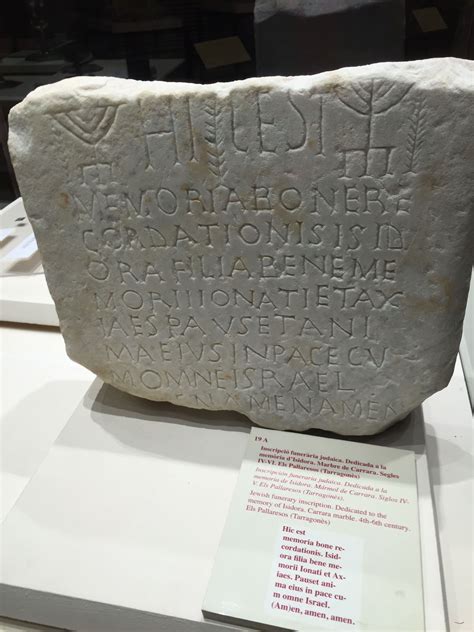 HIC EST
MEMORIA BONE RE
CORDATIONIS ISID
ORA FILIA BENE ME
MORII IONATI ET AX
IAES PAUSET ANI
MA EIUS IN PACE CU
M OMNE ISRAEL
EN AMEN AMEN
19 A
Inscripció funerària judaica. Dedicada a la
memòria d'Isidora. Marbre de Carrara. Segles
IV-VI. Els Pallaresos (Tarragonès)
Inscripción funeraria judaica. Dedicada a la
memoria de Isidora. Mármol de Carrara. Siglos IV-
V. Els Pallaresos (Tarragonés).
Jewish funerary inscription. Dedicated to the
memory of Isidora. Carrara marble. 4th-6th century.
Els Pallaresos (Tarragonès)
Hic est
memoria bone re
cordationis. Isid
ora filia bene me
morii Ionati et Ax
iaes. Pauset ani
ma eius in pace cu
m omne Israel.
(Am)en, amen, amen.